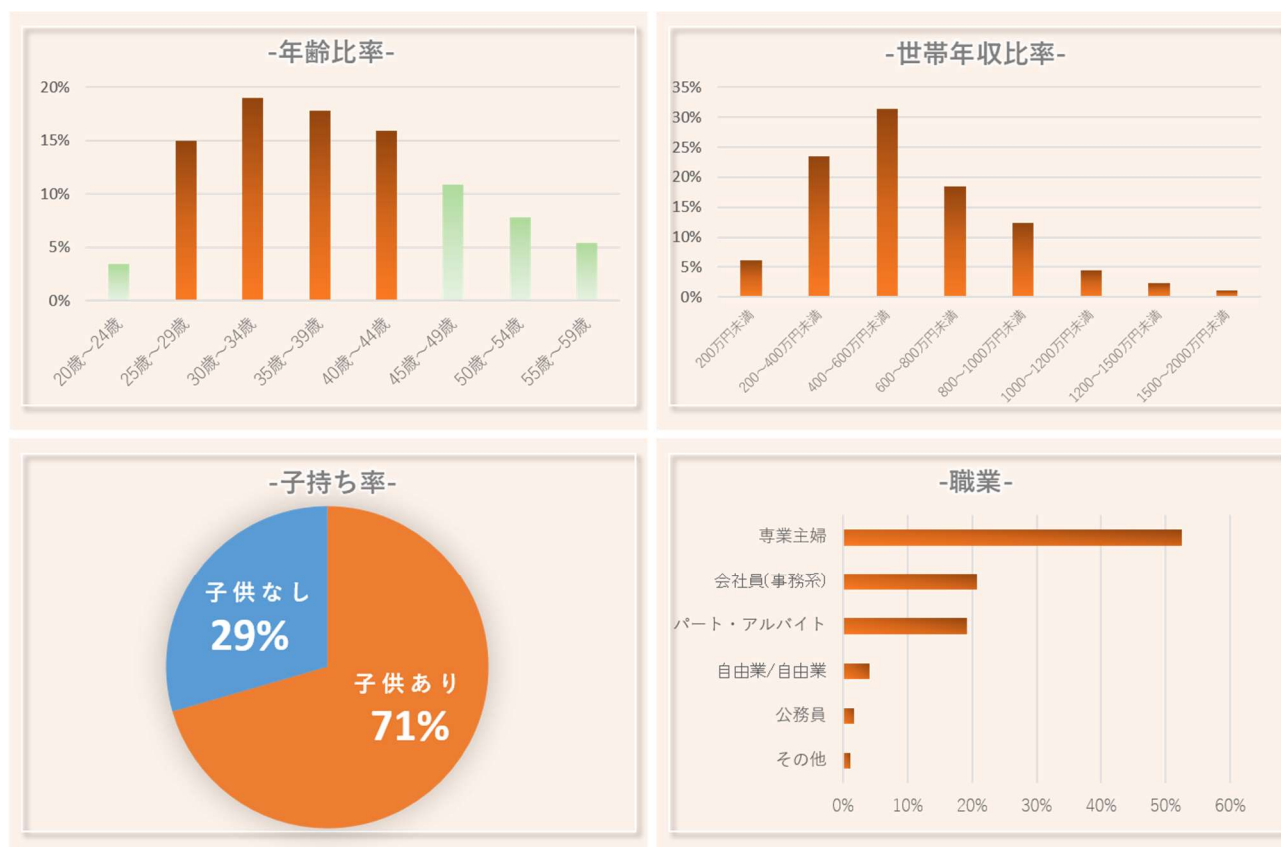 -年齢比率-
20%
15%
10%
5%
0%
20歳～24歳
25歳～29歳
30歳～34歳
35歳～39歳
40歳～44歳
45歳～49歳
50歳～54歳
55歳～59歳
-世帯年収比率-
35%
30%
25%
20%
15%
10%
5%
0%
200万円未満
200～400万円未満
400～600万円未満
600～800万円未満
800～1000万円未満
1000～1200万円未満
1200～1500万円未満
1500～2000万円未満
-子持ち率-
子供なし
29%
子供あり
71%
-職業-
専業主婦
会社員(事務系)
パート・アルバイト
自由業/自由業
公務員
その他
0% 10% 20% 30% 40% 50% 60%